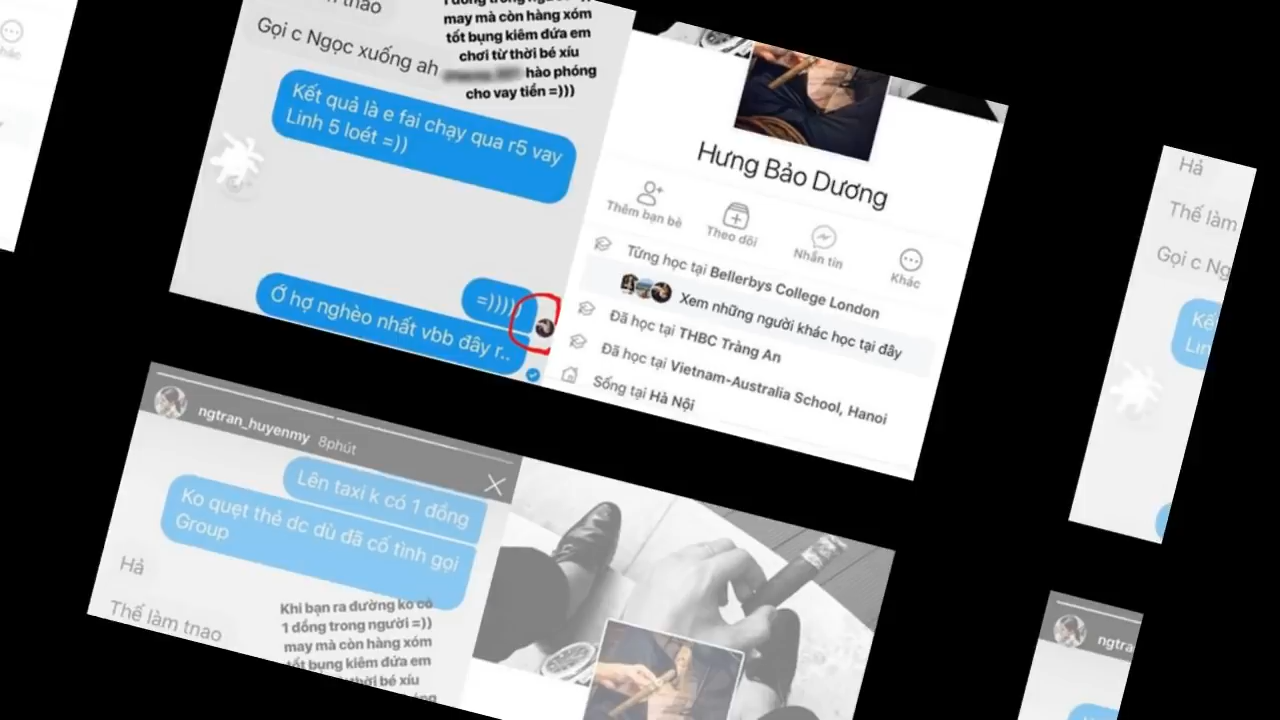 Gọi c Ngọc xuống ah
may mà còn hàng xóm
tốt bụng kiêm đứa em
chơi từ thời bé xíu
hào phóng
cho vay tiền =)))
Kết quả là e fai chạy qua r5 vay
Linh 5 loét =))
=))))
Ớ hợ nghèo nhất vbb đây r..
Hưng Bảo Dương
Thêm bạn bè
Theo dõi
Nhắn tin
Khác
Từng học tại Bellerbys College London
Xem những người khác học tại đây
Đã học tại THBC Tràng An
Đã học tại Vietnam-Australia School, Hanoi
Sống tại Hà Nội
ngtran_huyenmy 8phút
Lên taxi k có 1 đồng
Ko quẹt thẻ dc dù đã cố tình gọi
Group
Hả
Thế làm tnao
Khi bạn ra đường ko có
1 đồng trong người =))
may mà còn hàng xóm
tốt bụng kiêm đứa em
thời bé xíu
Hả
Thế làm
Gọi c Ng
Kế
Lin
ngtra